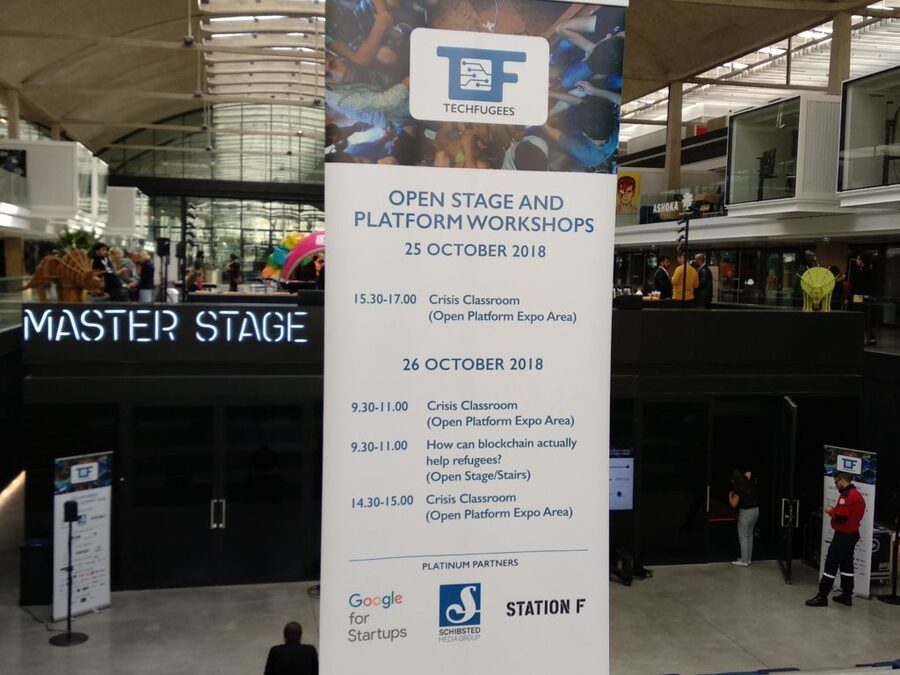 TF
TECHFUGEES
OPEN STAGE AND
PLATFORM WORKSHOPS
25 OCTOBER 2018
15.30-17.00 Crisis Classroom
(Open Platform Expo Area)
26 OCTOBER 2018
9.30-11.00 Crisis Classroom
(Open Platform Expo Area)
9.30-11.00 How can blockchain actually
help refugees?
(Open Stage/Stairs)
14.30-15.00 Crisis Classroom
(Open Platform Expo Area)
PLATINUM PARTNERS
Google
for
Startups
S
SCHIBSTED
MEDIA GROUP
STATION F
MASTER STAGE
ASHOKA
TF
TF